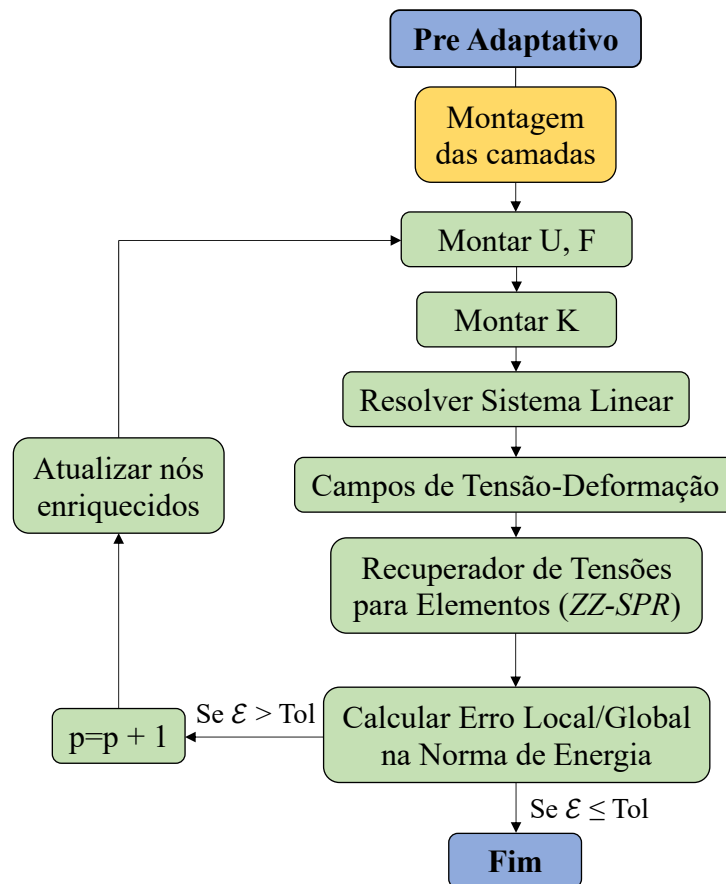 Pre Adaptativo
Montagem
das camadas
Montar U, F
Montar K
Resolver Sistema Linear
Campos de Tensão-Deformação
Recuperador de Tensões
para Elementos (ZZ-SPR)
Calcular Erro Local/Global
na Norma de Energia
Se ℰ > Tol
p=p + 1
Atualizar nós
enriquecidos
Se ℰ ≤ Tol
Fim